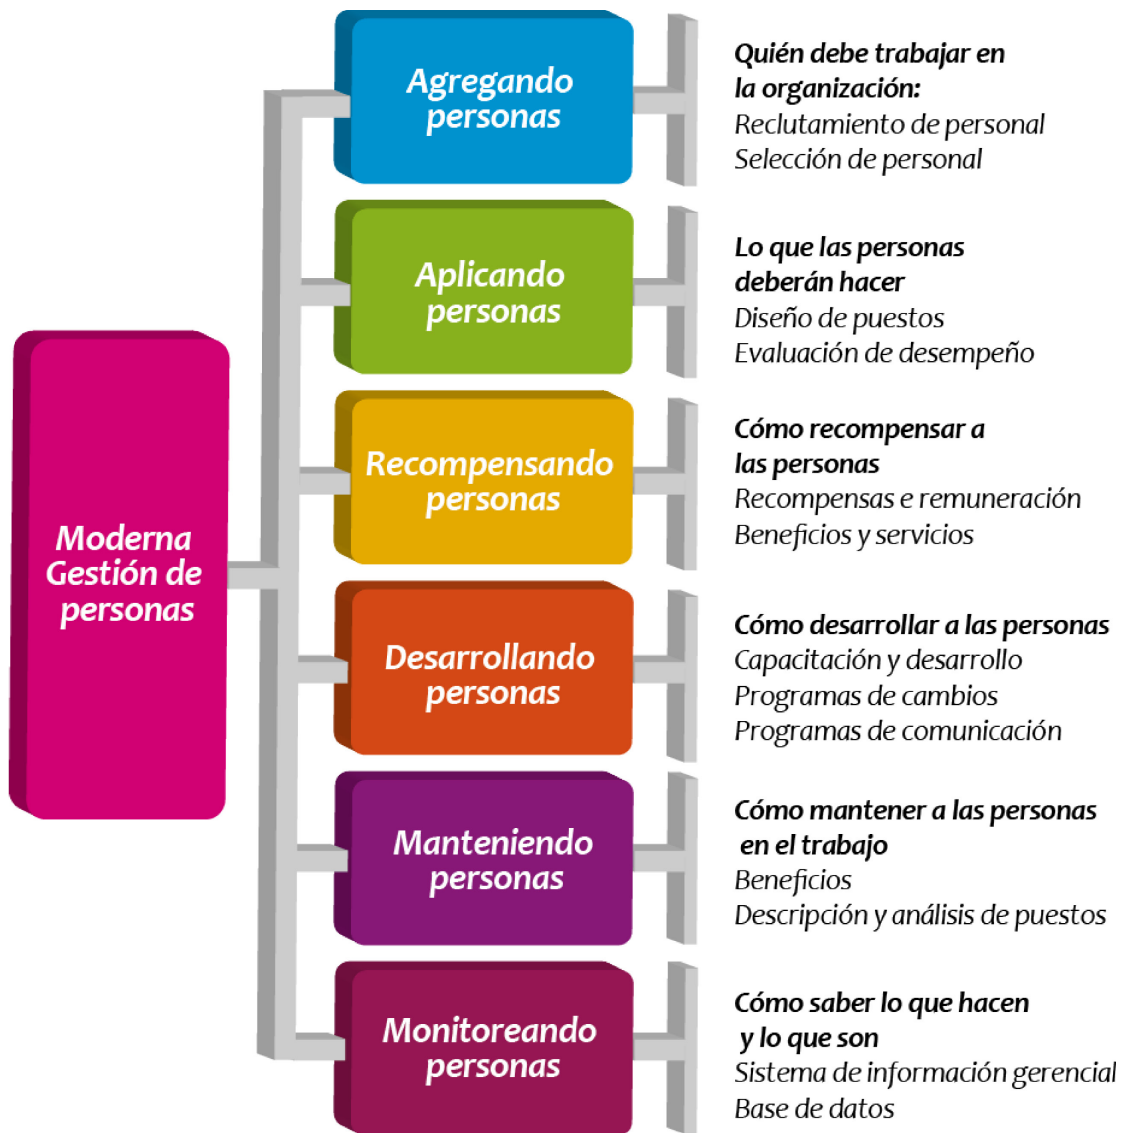 Moderna
Gestión de
personas
Agregando
personas
Quién debe trabajar en
la organización:
Reclutamiento de personal
Selección de personal
Aplicando
personas
Lo que las personas
deberán hacer
Diseño de puestos
Evaluación de desempeño
Recompensando
personas
Cómo recompensar a
las personas
Recompensas e remuneración
Beneficios y servicios
Desarrollando
personas
Cómo desarrollar a las personas
Capacitación y desarrollo
Programas de cambios
Programas de comunicación
Manteniendo
personas
Cómo mantener a las personas
en el trabajo
Beneficios
Descripción y análisis de puestos
Monitoreando
personas
Cómo saber lo que hacen
y lo que son
Sistema de información gerencial
Base de datos